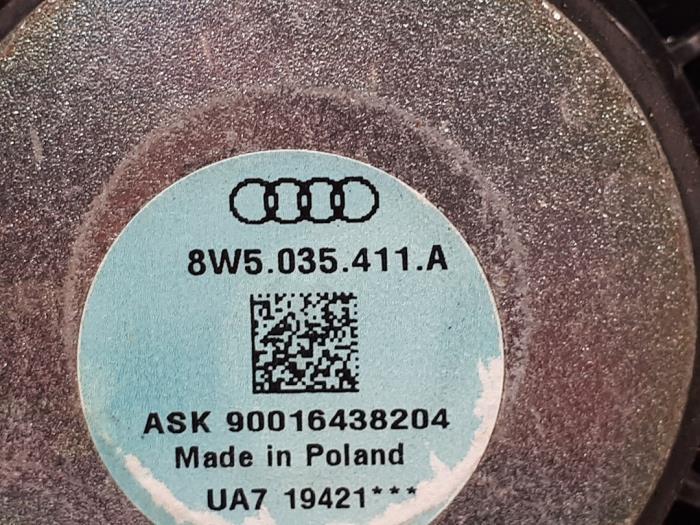 8W5.035.411.A
ASK 90016438204
Made in Poland
UA7 19421***